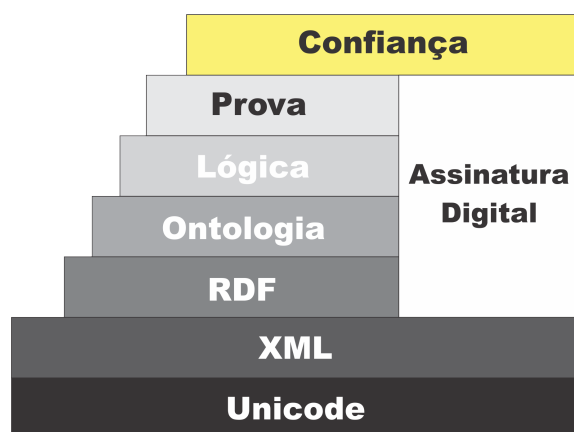 Confiança
Prova
Lógica
Assinatura
Digital
Ontologia
RDF
XML
Unicode